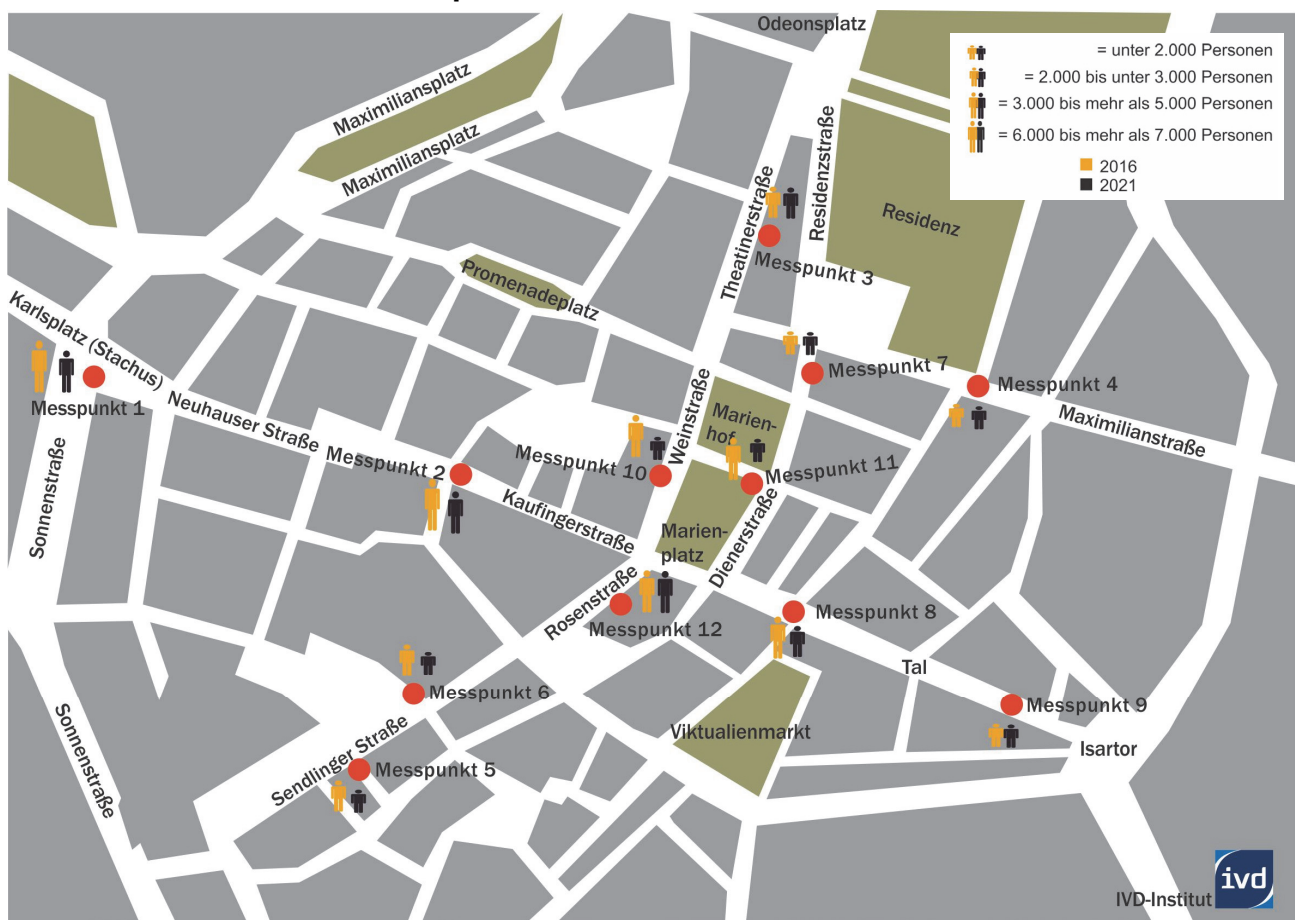 Odeonsplatz
= unter 2.000 Personen
= 2.000 bis unter 3.000 Personen
= 3.000 bis mehr als 5.000 Personen
= 6.000 bis mehr als 7.000 Personen
2016
2021
Maximiliansplatz
Maximiliansplatz
Theatinerstraße
Residenzstraße
Residenz
Messpunkt 3
Promenadeplatz
Karlsplatz (Stachus)
Messpunkt 1
Neuhauser Straße
Messpunkt 7
Messpunkt 4
Maximilianstraße
Weinstraße
Marien-
hof
Messpunkt 2
Messpunkt 10
Messpunkt 11
Sonnenstraße
Kaufingerstraße
Marien-
platz
Dienerstraße
Rosenstraße
Messpunkt 12
Messpunkt 8
Tal
Messpunkt 6
Messpunkt 9
Isartor
Viktualienmarkt
Sonnenstraße
Sendlinger Straße
Messpunkt 5
IVD-Institut
ivd